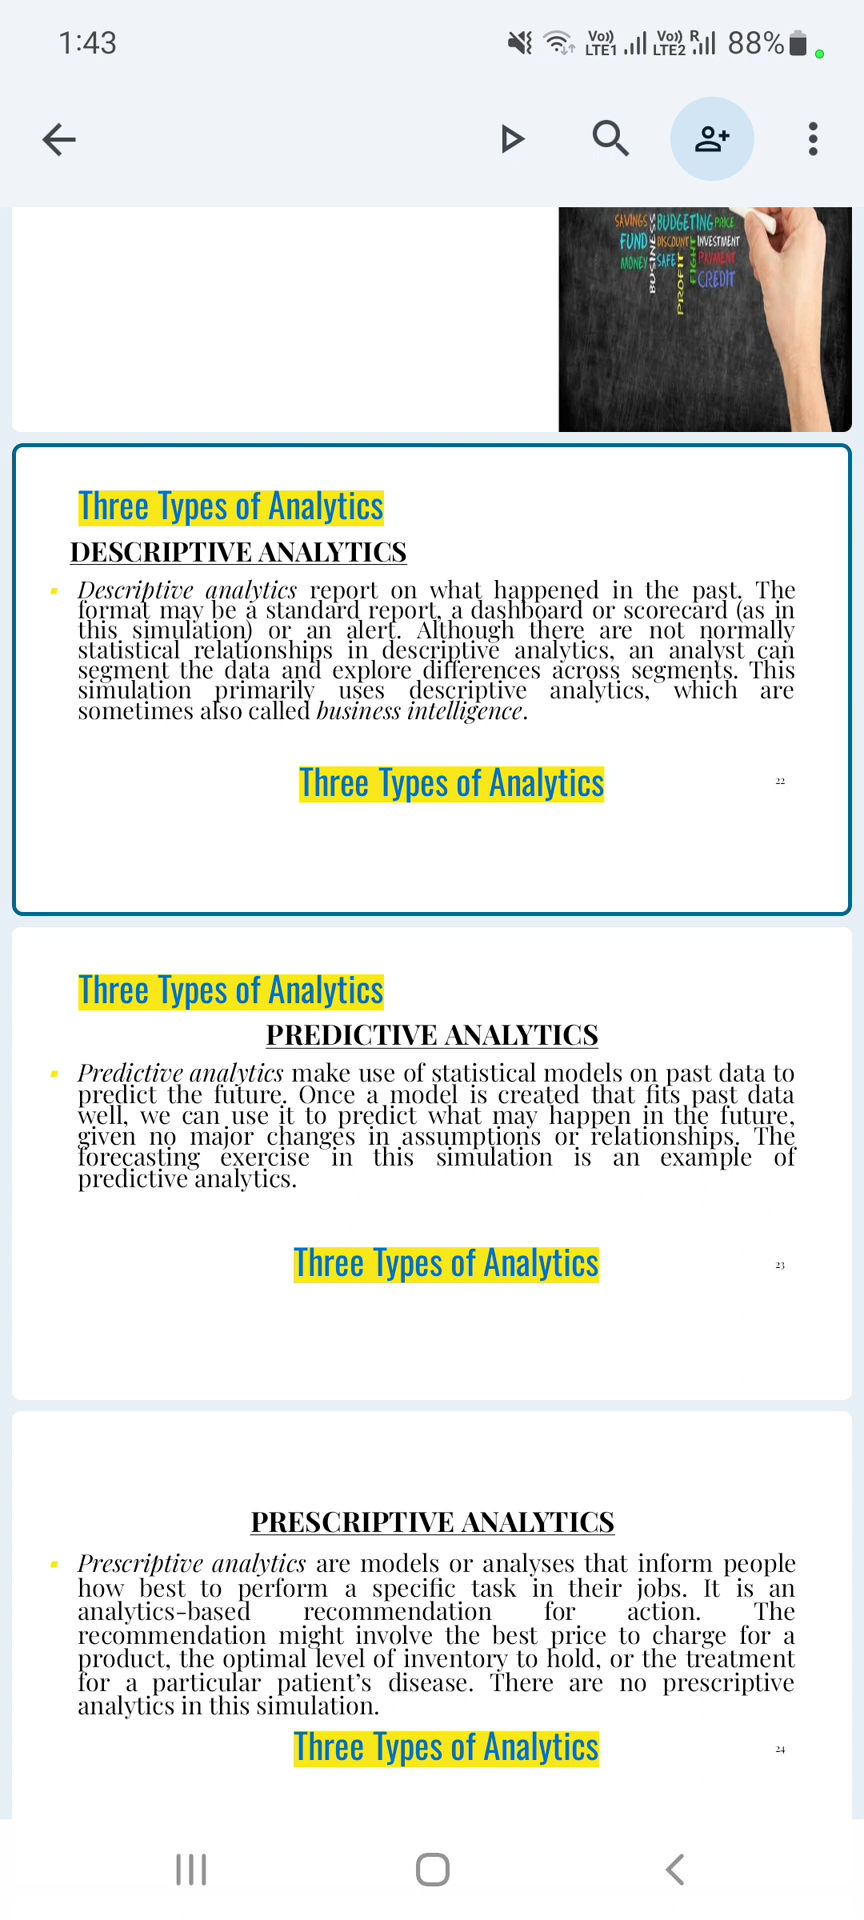 1:43
Vo)) LTE1 Vo)) LTE2 R 88%
SAVINGS BUDGETING PRICE
FUND BUSINESS DISCOUNT INVESTMENT
MONEY SAFE PROFIT FIGHT PAYMENT
CREDIT
Three Types of Analytics
DESCRIPTIVE ANALYTICS
Descriptive analytics report on what happened in the past. The
format may be a standard report, a dashboard or scorecard (as in
this simulation) or an alert. Although there are not normally
statistical relationships in descriptive analytics, an analyst can
segment the data and explore differences across segments. This
simulation primarily uses descriptive analytics, which are
sometimes also called business intelligence.
Three Types of Analytics
22
Three Types of Analytics
PREDICTIVE ANALYTICS
Predictive analytics make use of statistical models on past data to
predict the future. Once a model is created that fits past data
well, we can use it to predict what may happen in the future,
given no major changes in assumptions or relationships. The
forecasting exercise in this simulation is an example of
predictive analytics.
Three Types of Analytics
23
PRESCRIPTIVE ANALYTICS
Prescriptive analytics are models or analyses that inform people
how best to perform a specific task in their jobs. It is an
analytics-based recommendation for action. The
recommendation might involve the best price to charge for a
product, the optimal level of inventory to hold, or the treatment
for a particular patient's disease. There are no prescriptive
analytics in this simulation.
Three Types of Analytics
24